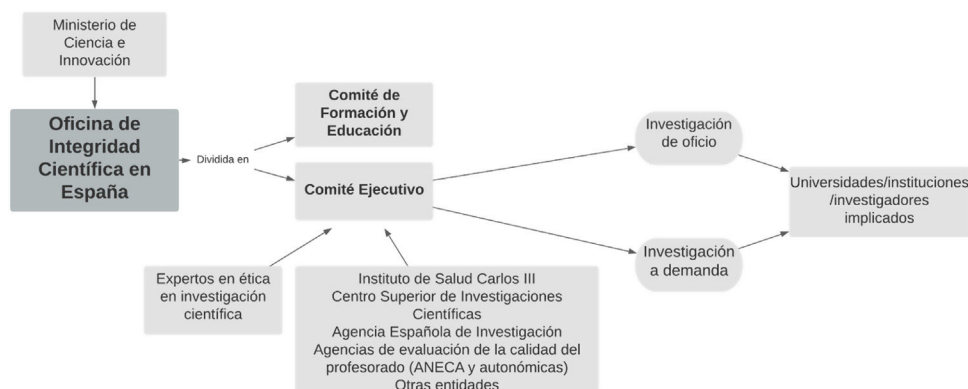 Ministerio de
Ciencia e
Innovación
Oficina de
Integridad
Científica en
España
Dividida en
Comité de
Formación y
Educación
Comité Ejecutivo
Investigación
de oficio
Investigación
a demanda
Universidades/instituciones
/investigadores
implicados
Expertos en ética
en investigación
científica
Instituto de Salud Carlos III
Centro Superior de Investigaciones
Científicas
Agencia Española de Investigación
Agencias de evaluación de la calidad del
profesorado (ANECA y autonómicas)
Otras entidades